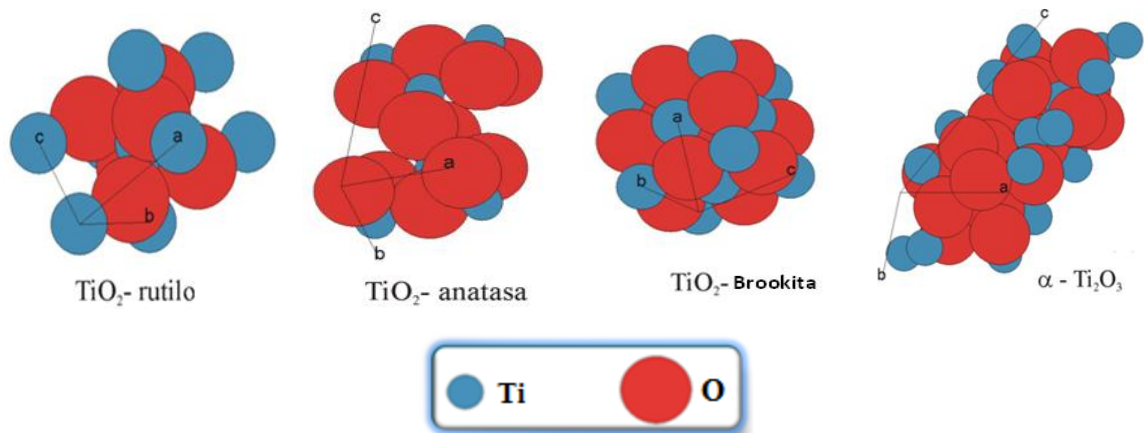 c
a
b
TiO₂- rutilo
c
a
b
TiO₂- anatasa
a
b
c
TiO₂- Brookita
c
a
b
α - Ti₂O₃
Ti
O